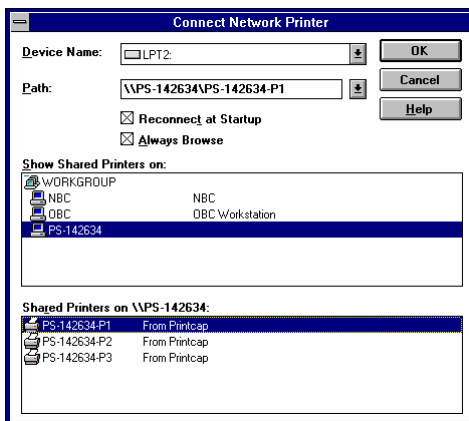 Connect Network Printer
Device Name: LPT2: OK
Path: \\PS-142634\PS-142634-P1 Cancel
Help
Reconnect at Startup
Always Browse
Show Shared Printers on:
WORKGROUP
NBC NBC
OBC OBC Workstation
PS-142634
Shared Printers on \\PS-142634:
PS-142634-P1 From Printcap
PS-142634-P2 From Printcap
PS-142634-P3 From Printcap